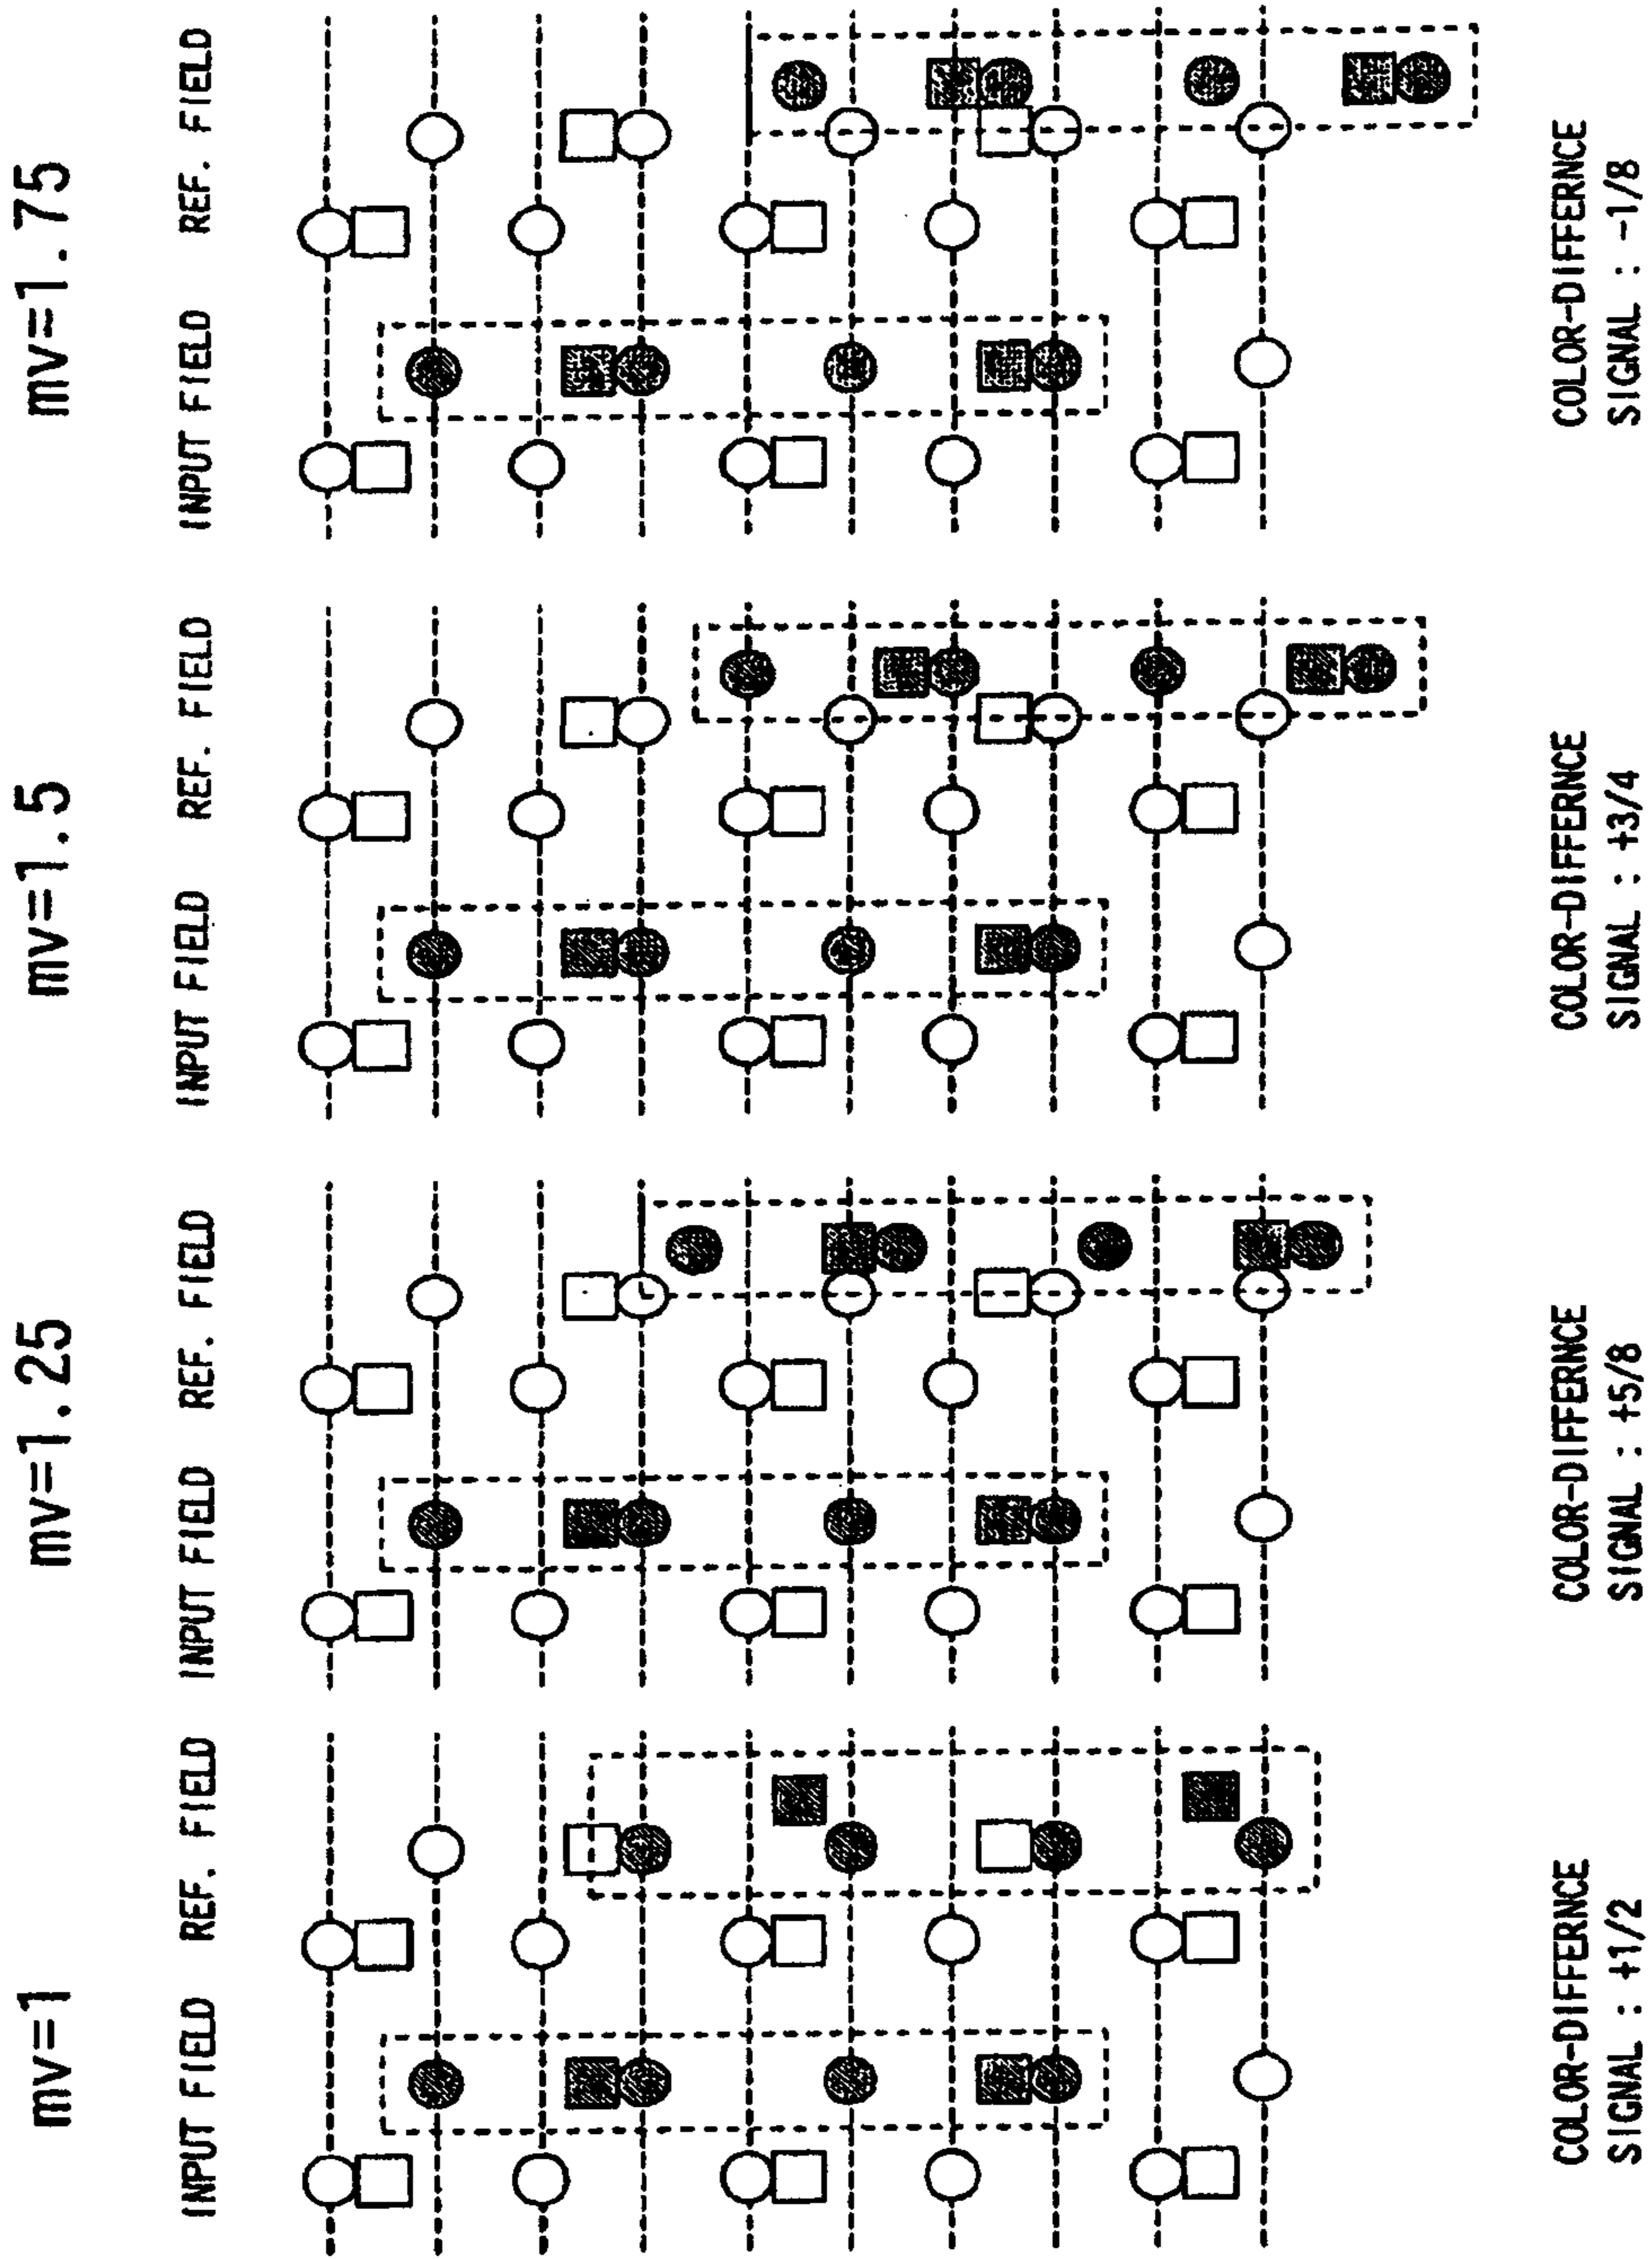 mv=1
mv=1.25
mv=1.5
mv=1.75
INPUT FIELD REF. FIELD
INPUT FIELD REF. FIELD
INPUT FIELD REF. FIELD
INPUT FIELD REF. FIELD
COLOR-DIFFERNCE
SIGNAL : +1/2
COLOR-DIFFERNCE
SIGNAL : +5/8
COLOR-DIFFERNCE
SIGNAL : +3/4
COLOR-DIFFERNCE
SIGNAL : -1/8